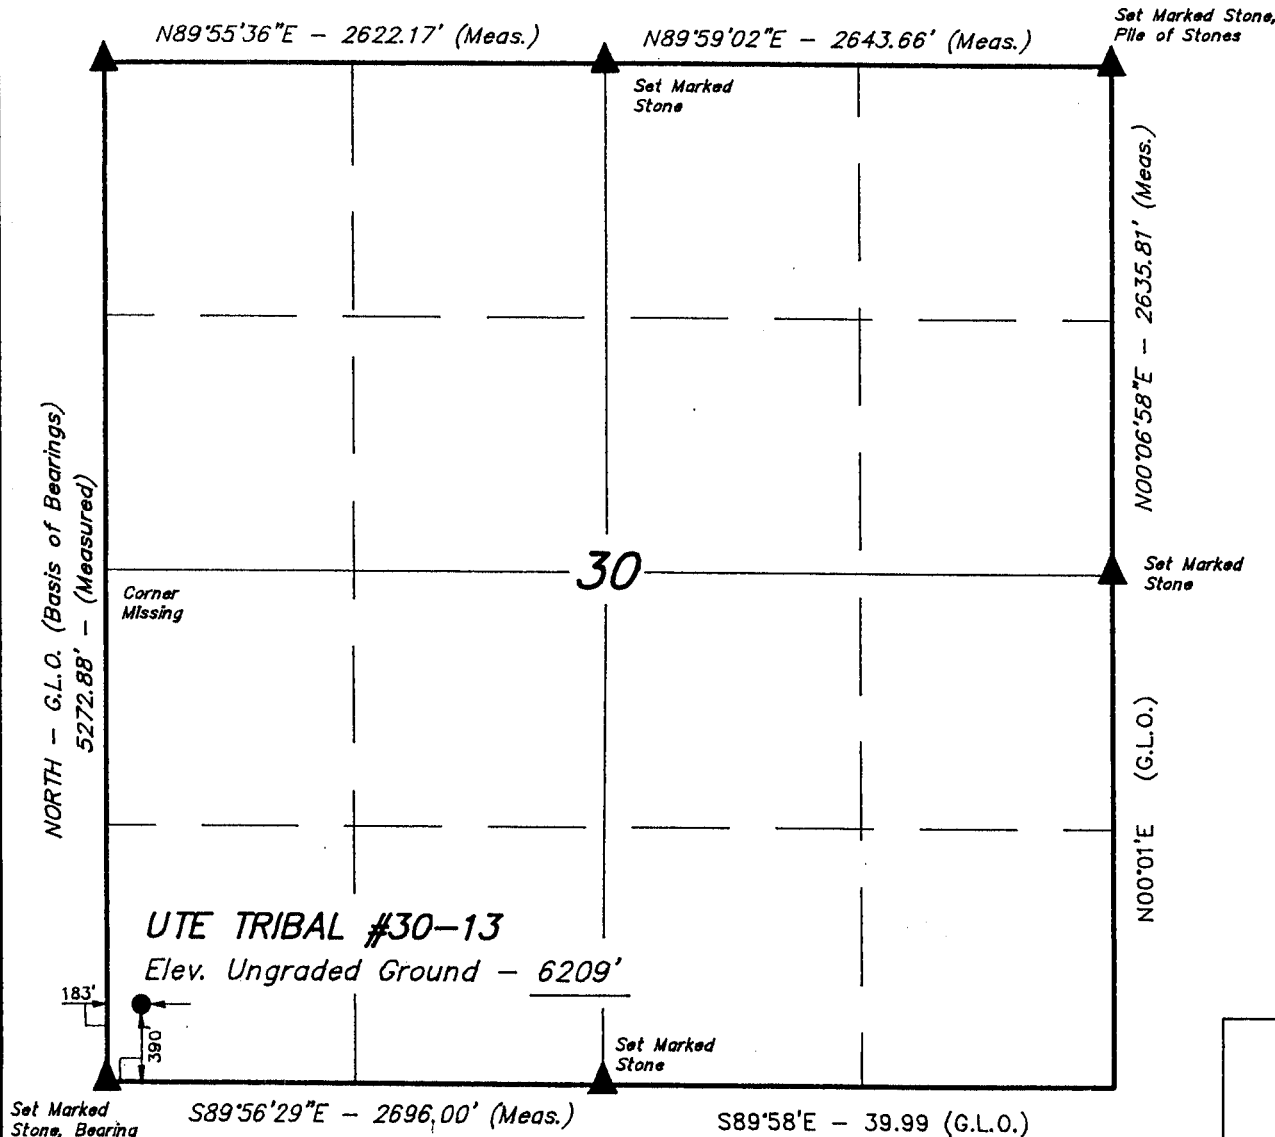 N89°55'36"E - 2622.17' (Meas.)
N89°59'02"E - 2643.66' (Meas.)
Set Marked Stone,
Pile of Stones
Set Marked
Stone
N00°06'58"E - 2635.81' (Meas.)
NORTH - G.L.O. (Basis of Bearings)
5272.88' - (Measured)
Corner
Missing
30
Set Marked
Stone
N00°01'E (G.L.O.)
UTE TRIBAL #30-13
Elev. Ungraded Ground - 6209'
183'
390'
Set Marked
Stone
Set Marked
Stone, Bearing
S89°56'29"E - 2696.00' (Meas.)
S89°58'E - 39.99 (G.L.O.)